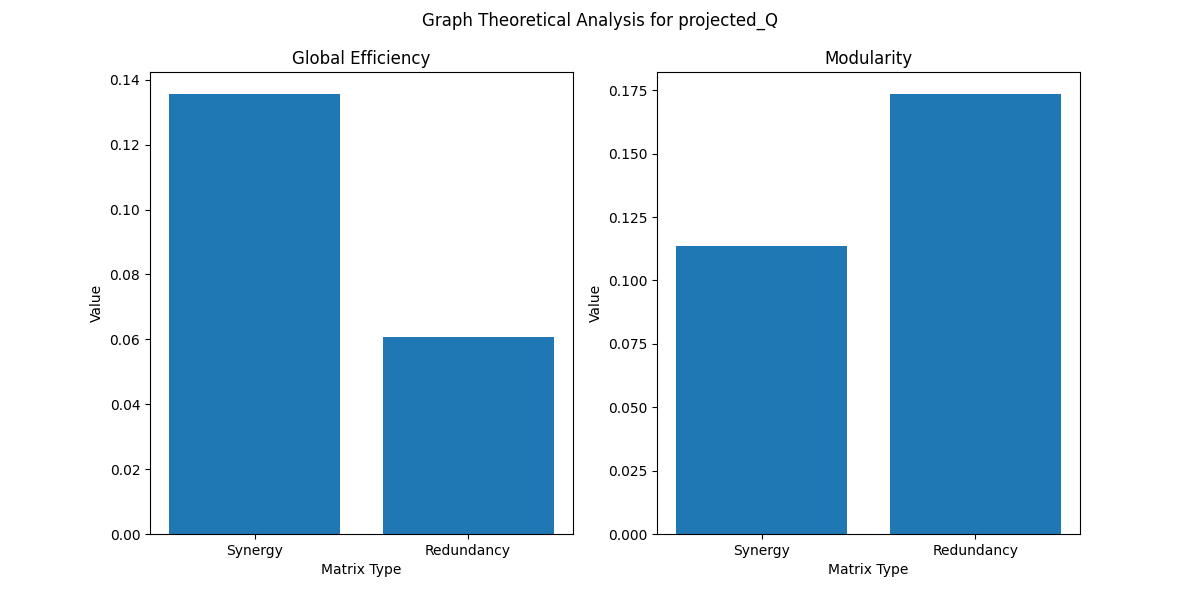 Graph Theoretical Analysis for projected_Q
Global Efficiency
0.14
0.12
0.10
0.08
0.06
0.04
0.02
0.00
Value
Synergy
Redundancy
Matrix Type
Modularity
0.175
0.150
0.125
0.100
0.075
0.050
0.025
0.000
Value
Synergy
Redundancy
Matrix Type